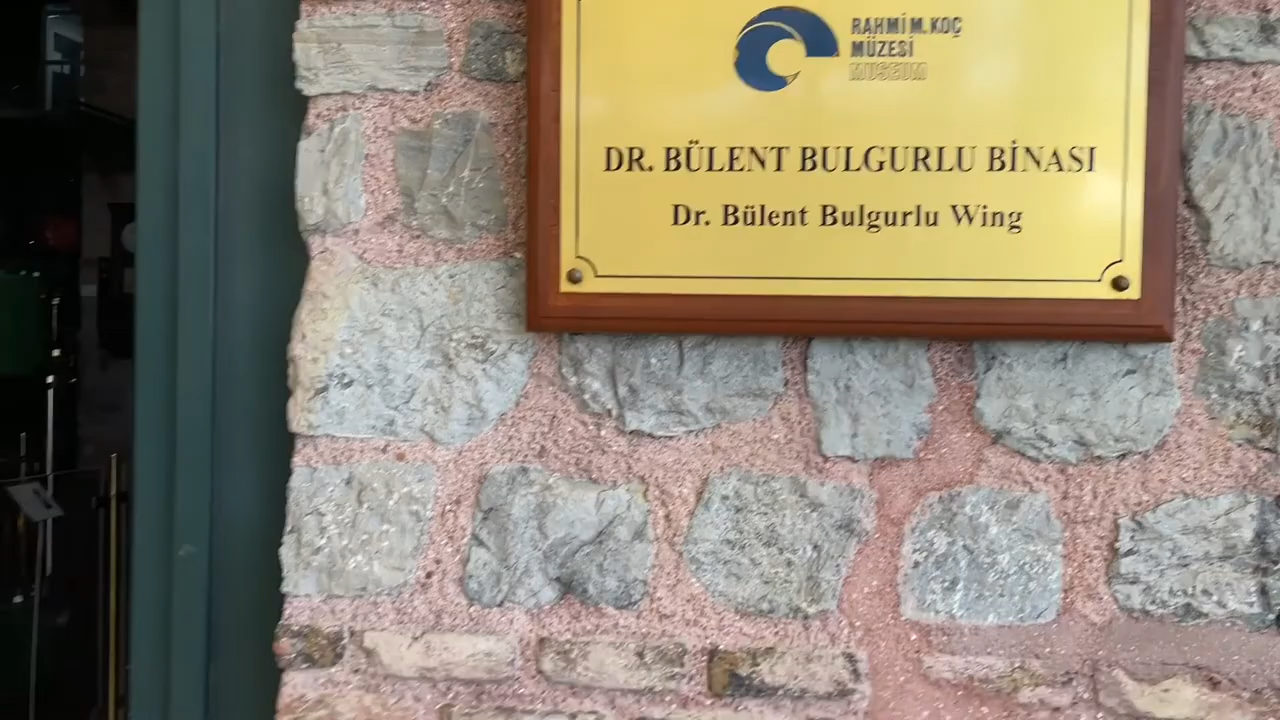 RAHMİ M. KOÇ
MÜZESİ
MUSEUM
DR. BÜLENT BULGURLU BİNASI
Dr. Bülent Bulgurlu Wing